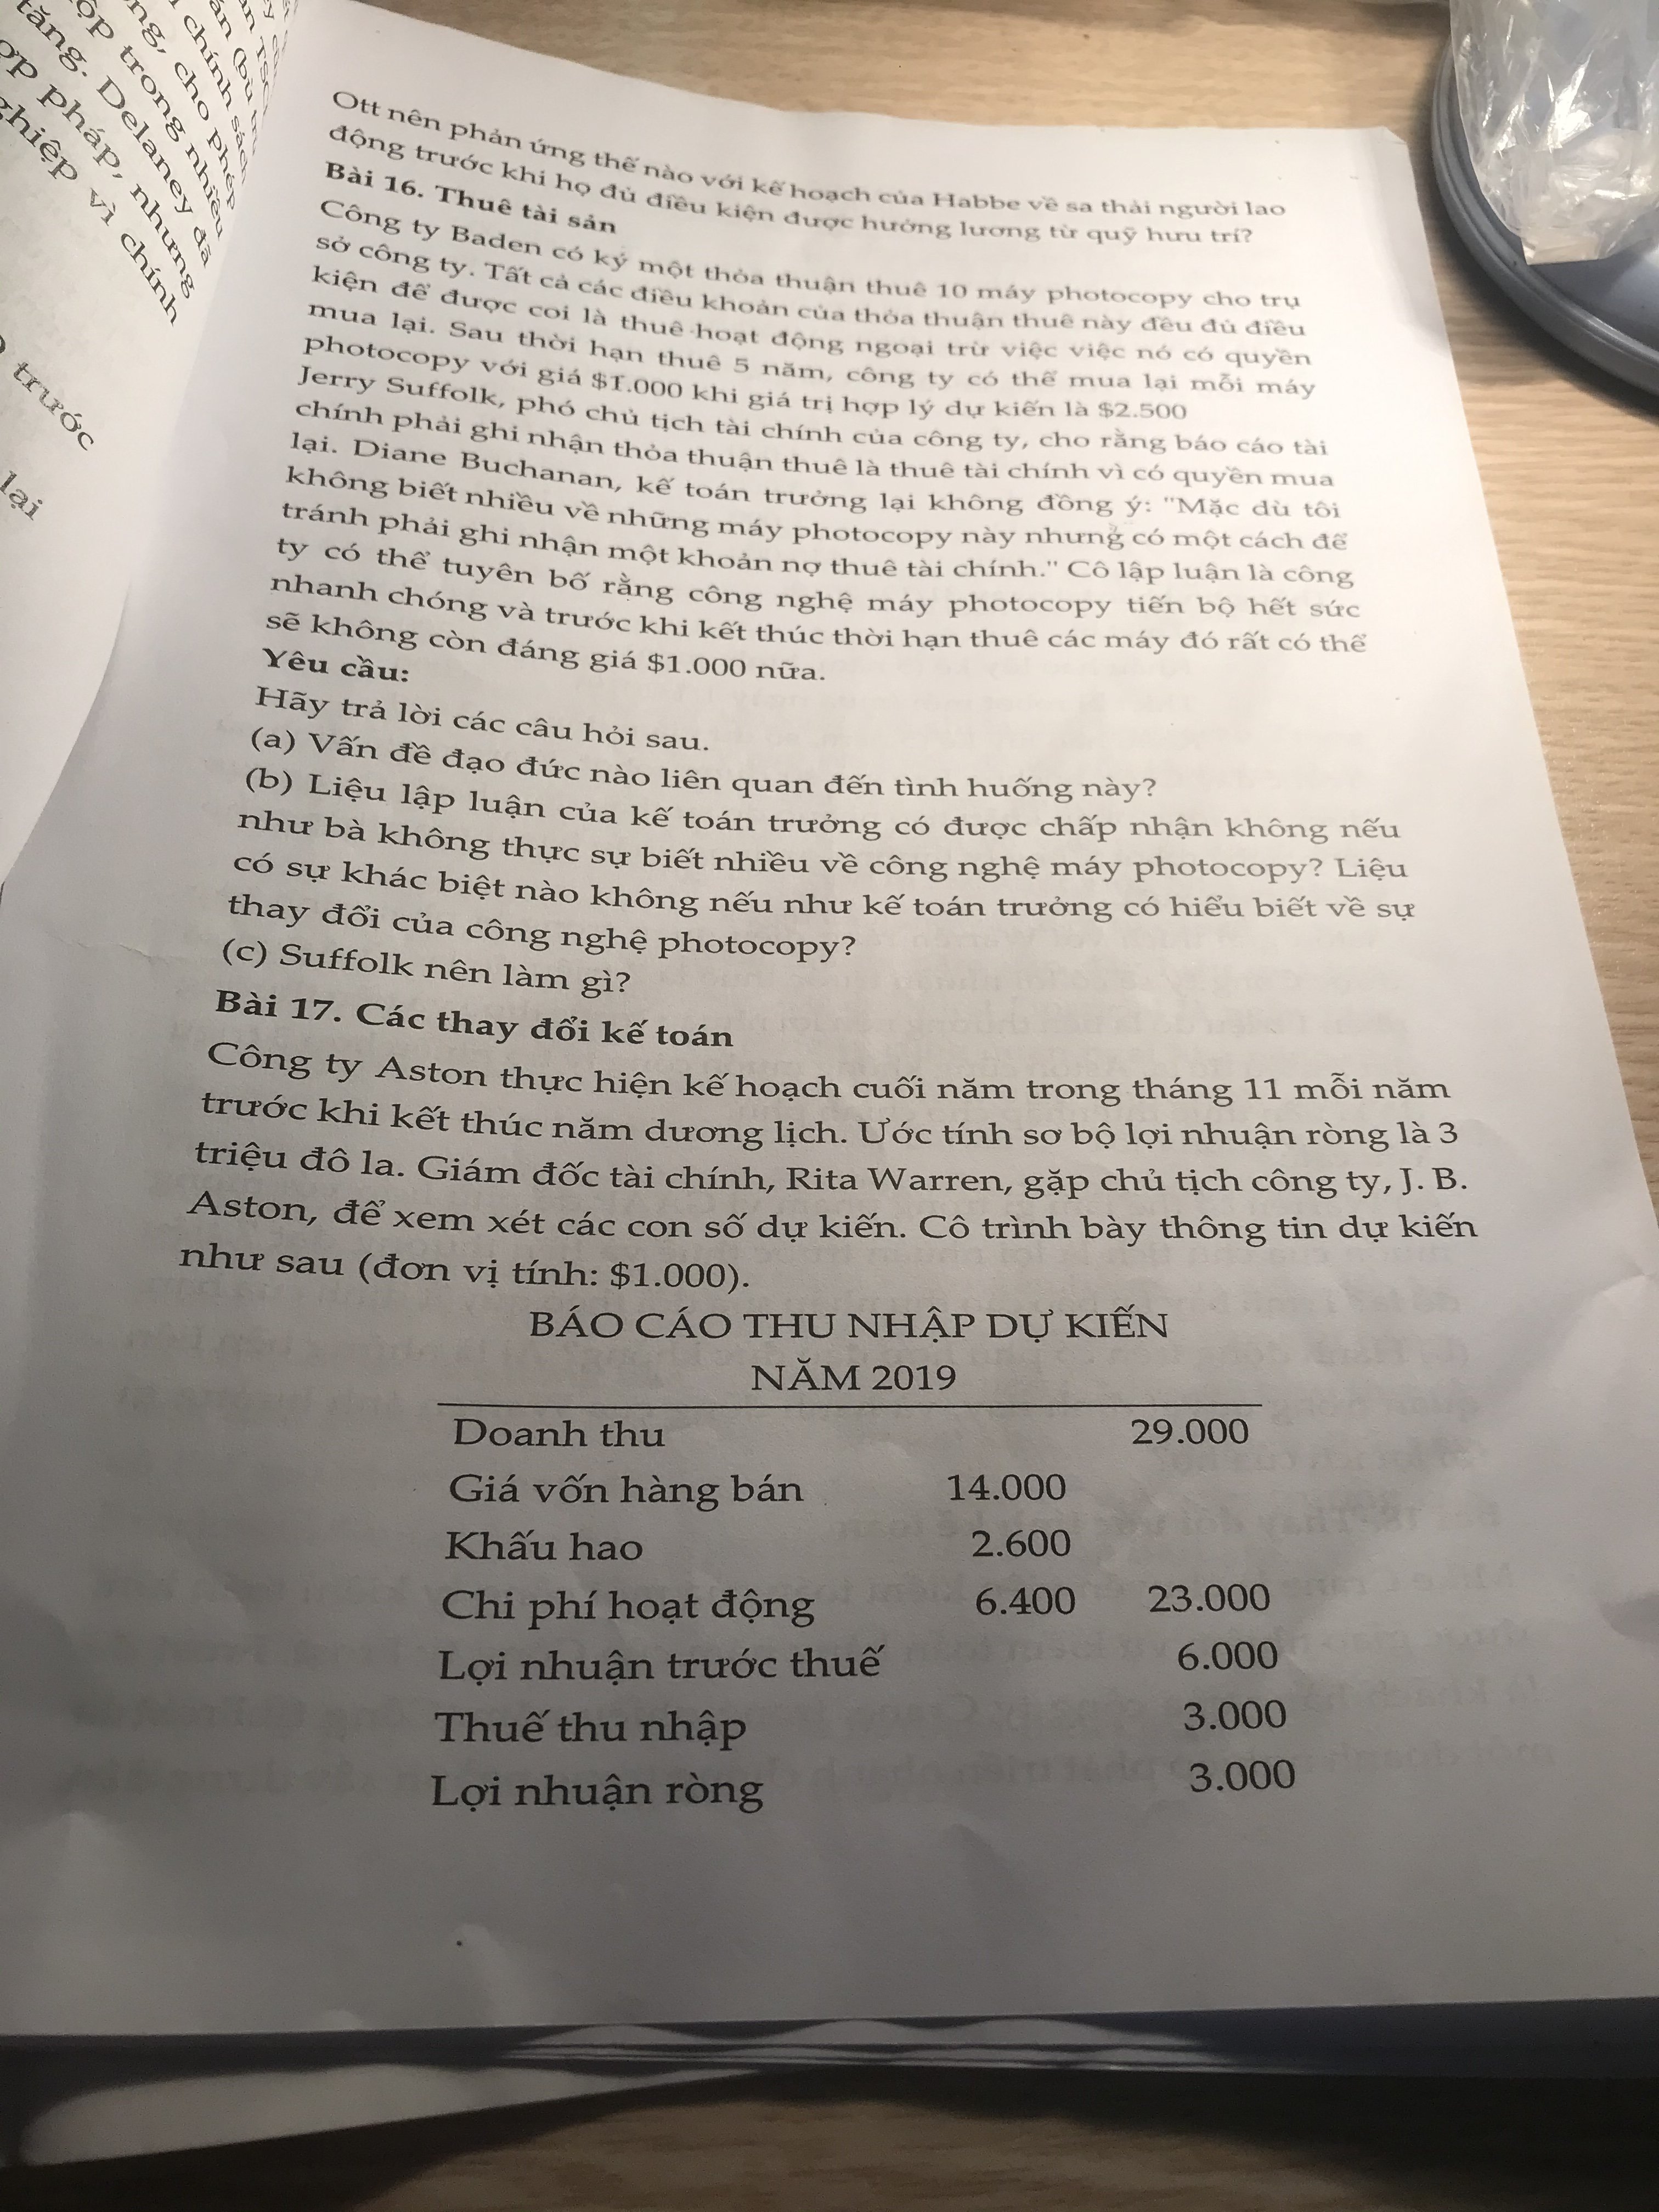 trong nhiều
cho phép
tăng. Delaney đã
pháp, nhưng
vì chính
trước
lại
Ott nên phản ứng thế nào với kế hoạch của Habbe về sa thải người lao
động trước khi họ đủ điều kiện được hưởng lương từ quỹ hưu trí?
Bài 16. Thuê tài sản
Công ty Baden có ký một thỏa thuận thuê 10 máy photocopy cho trụ
sở công ty. Tất cả các điều khoản của thỏa thuận thuê này đều đủ điều
kiện để được coi là thuê hoạt động ngoại trừ việc việc nó có quyền
mua lại. Sau thời hạn thuê 5 năm, công ty có thể mua lại mỗi máy
photocopy với giá $1.000 khi giá trị hợp lý dự kiến là $2.500
Jerry Suffolk, phó chủ tịch tài chính của công ty, cho rằng báo cáo tài
chính phải ghi nhận thỏa thuận thuê là thuê tài chính vì có quyền mua
lại. Diane Buchanan, kế toán trưởng lại không đồng ý: "Mặc dù tôi
không biết nhiều về những máy photocopy này nhưng có một cách để
tránh phải ghi nhận một khoản nợ thuê tài chính." Cô lập luận là công
ty có thể tuyên bố rằng công nghệ máy photocopy tiến bộ hết sức
nhanh chóng và trước khi kết thúc thời hạn thuê các máy đó rất có thể
sẽ không còn đáng giá $1.000 nữa.
Yêu cầu:
Hãy trả lời các câu hỏi sau.
(a) Vấn đề đạo đức nào liên quan đến tình huống này?
(b) Liệu lập luận của kế toán trưởng có được chấp nhận không nếu
như bà không thực sự biết nhiều về công nghệ máy photocopy? Liệu
có sự khác biệt nào không nếu như kế toán trưởng có hiểu biết về sự
thay đổi của công nghệ photocopy?
(c) Suffolk nên làm gì?
Bài 17. Các thay đổi kế toán
Công ty Aston thực hiện kế hoạch cuối năm trong tháng 11 mỗi năm
trước khi kết thúc năm dương lịch. Ước tính sơ bộ lợi nhuận ròng là 3
triệu đô la. Giám đốc tài chính, Rita Warren, gặp chủ tịch công ty, J. B.
Aston, để xem xét các con số dự kiến. Cô trình bày thông tin dự kiến
như sau (đơn vị tính: $1.000).
BÁO CÁO THU NHẬP DỰ KIẾN
NĂM 2019
Doanh thu 29.000
Giá vốn hàng bán 14.000
Khấu hao 2.600
Chi phí hoạt động 6.400 23.000
Lợi nhuận trước thuế 6.000
Thuế thu nhập 3.000
Lợi nhuận ròng 3.000